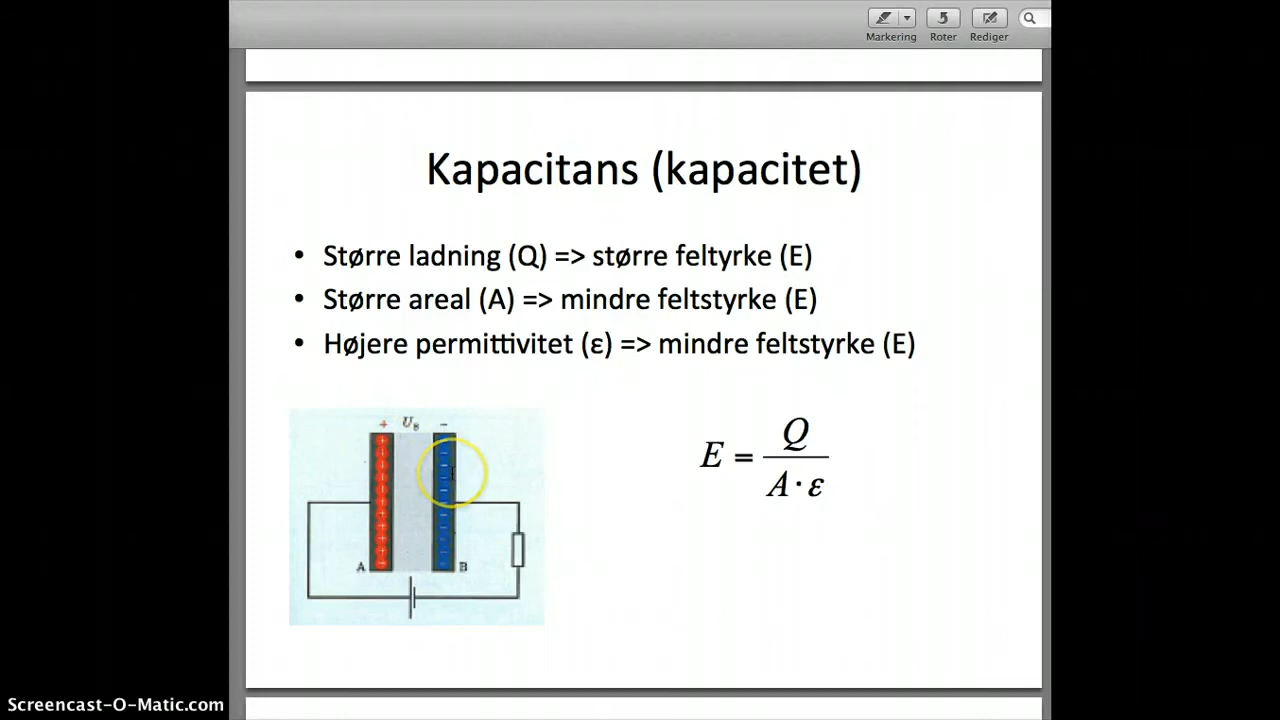 Markering Roter Rediger
Kapacitans (kapacitet)
• Større ladning (Q) => større feltyrke (E)
• Større areal (A) => mindre feltstyrke (E)
• Højere permittivitet (ε) => mindre feltstyrke (E)
+ U₈ −
A B
E = Q / A · ε
Screencast-O-Matic.com